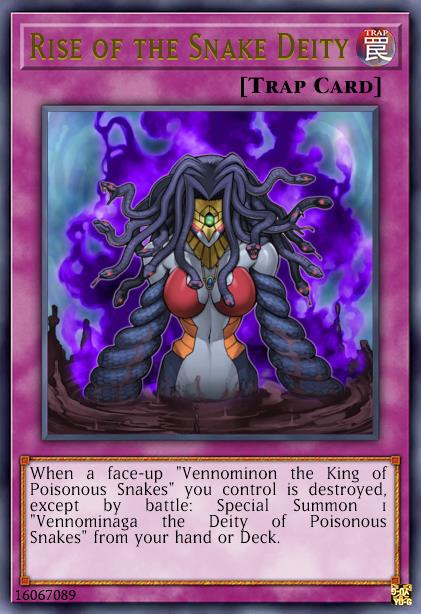 RISE OF THE SNAKE DEITY
TRAP
罠
[TRAP CARD]
When a face-up "Vennominon the King of
Poisonous Snakes" you control is destroyed,
except by battle: Special Summon 1
"Vennominaga the Deity of Poisonous
Snakes" from your hand or Deck.
16067089